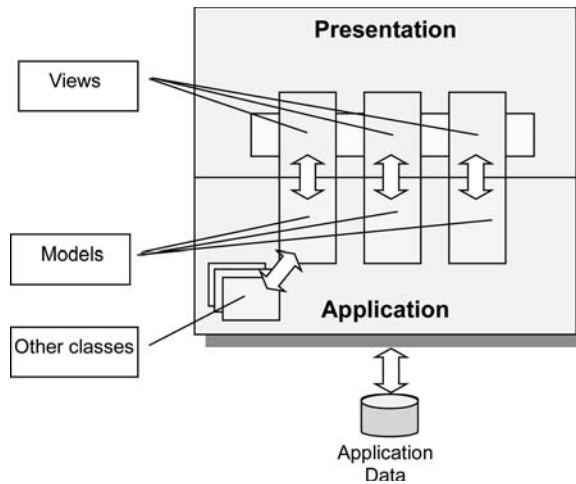 Presentation
Views
Models
Other classes
Application
Application
Data